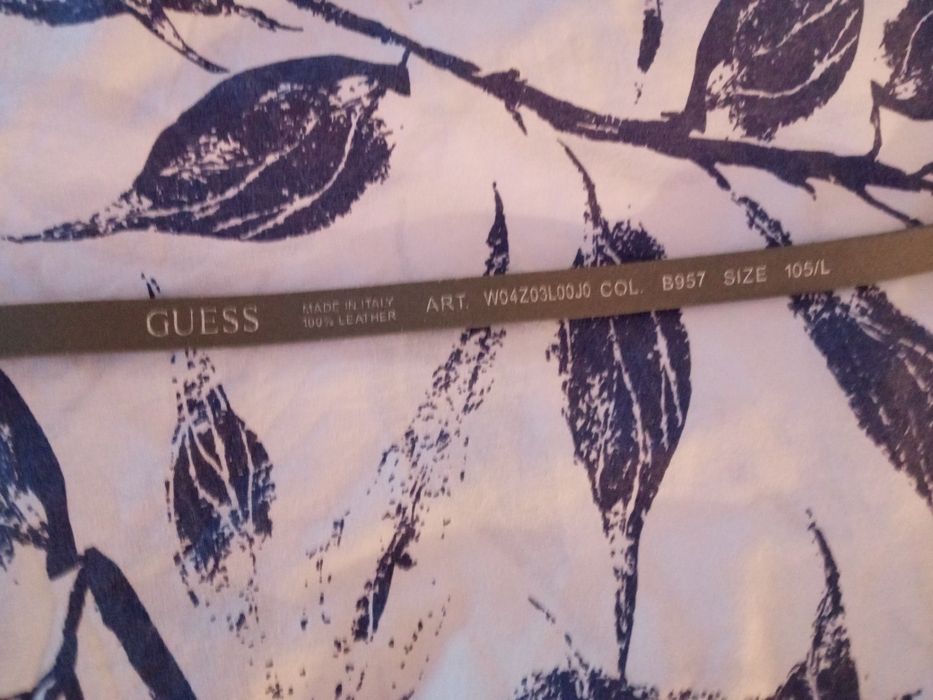 GUESS
MADE IN ITALY
100% LEATHER
ART. W04Z03L00J0 COL. B957 SIZE 105/L